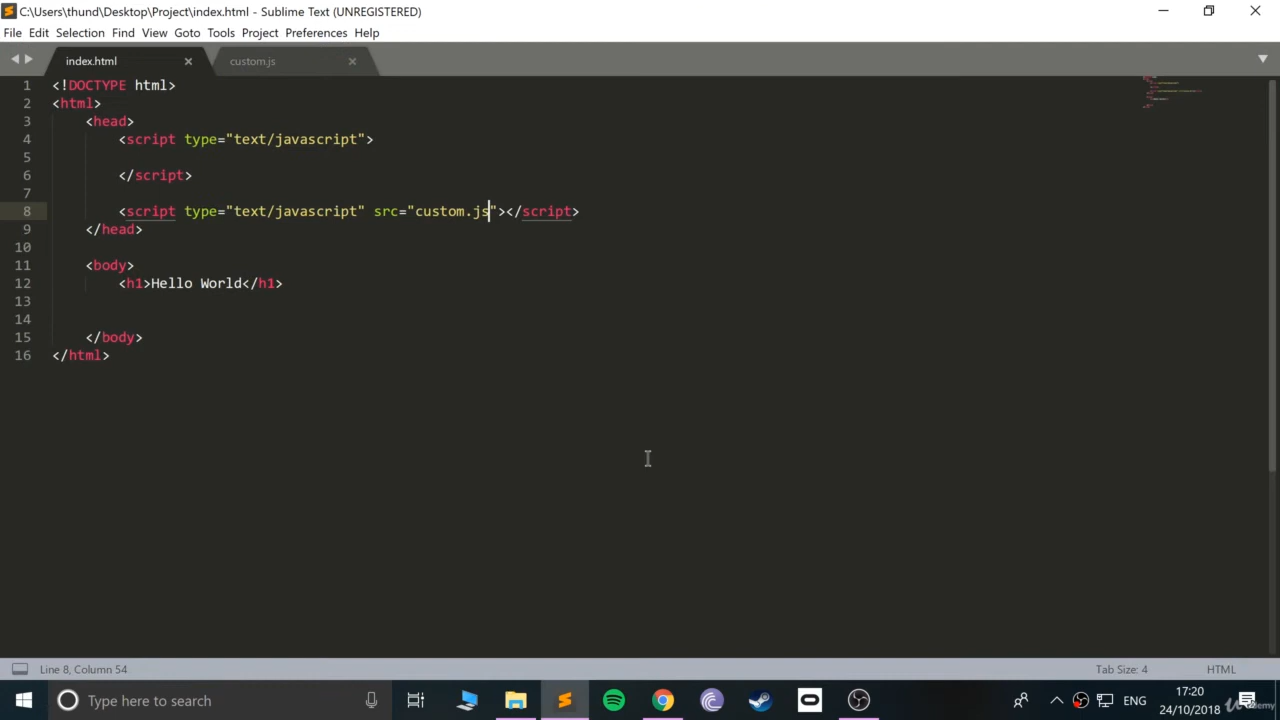 C:\Users\thund\Desktop\Project\index.html - Sublime Text (UNREGISTERED)
File Edit Selection Find View Goto Tools Project Preferences Help
index.html custom.js
1 <!DOCTYPE html>
2 <html>
3 <head>
4 <script type="text/javascript">
5
6 </script>
7
8 <script type="text/javascript" src="custom.js"></script>
9 </head>
10
11 <body>
12 <h1>Hello World</h1>
13
14
15 </body>
16 </html>
Line 8, Column 54 Tab Size: 4 HTML
Type here to search ENG 17:20
24/10/2018
Udemy